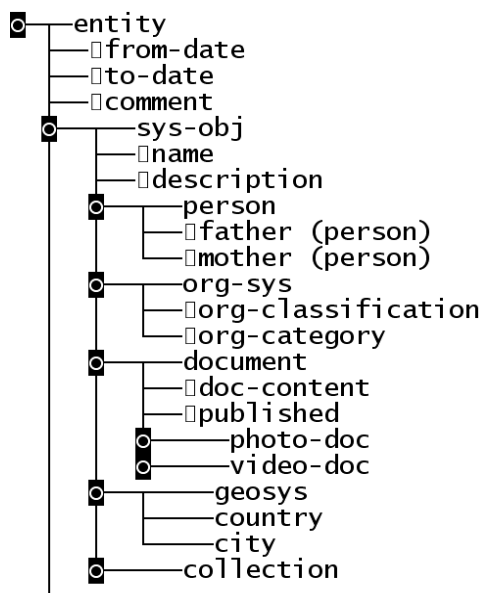 entity
from-date
to-date
comment
sys-obj
name
description
person
father (person)
mother (person)
org-sys
org-classification
org-category
document
doc-content
published
photo-doc
video-doc
geosys
country
city
collection